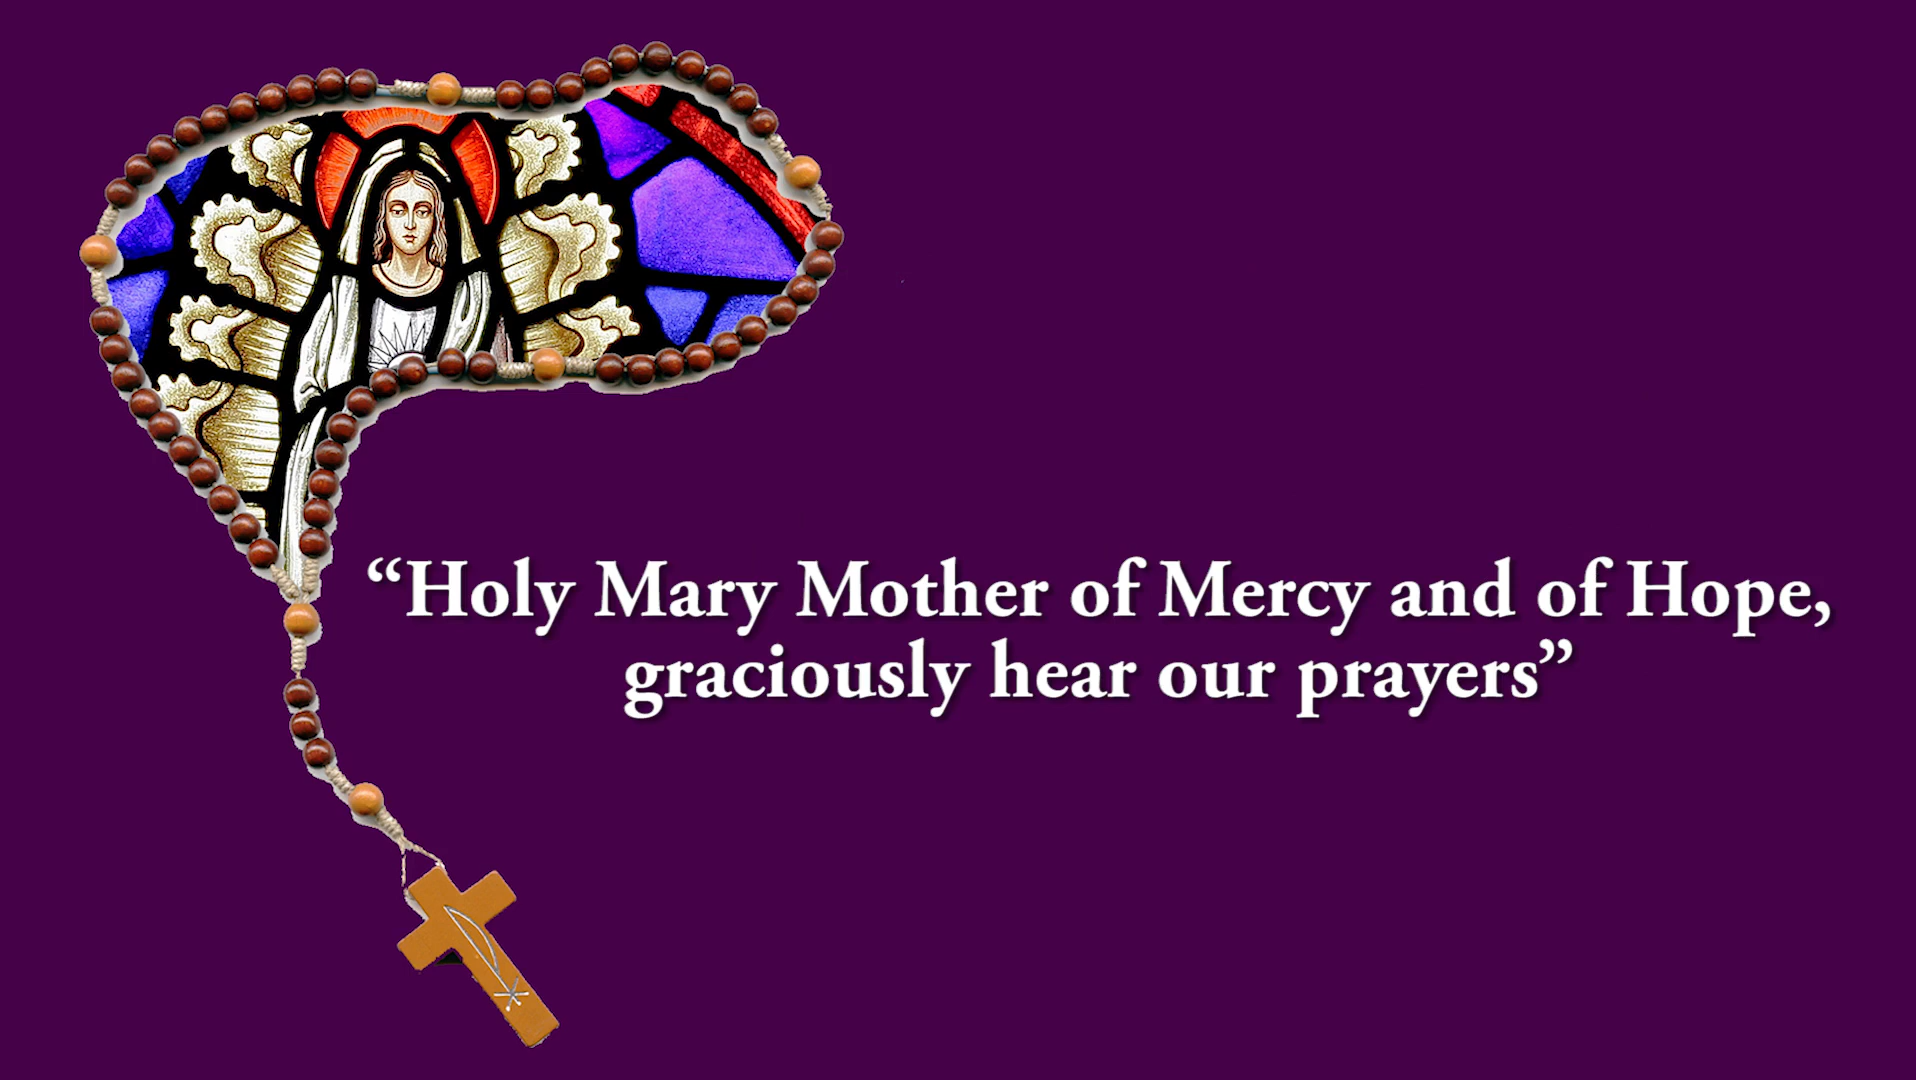 “Holy Mary Mother of Mercy and of Hope,
graciously hear our prayers”